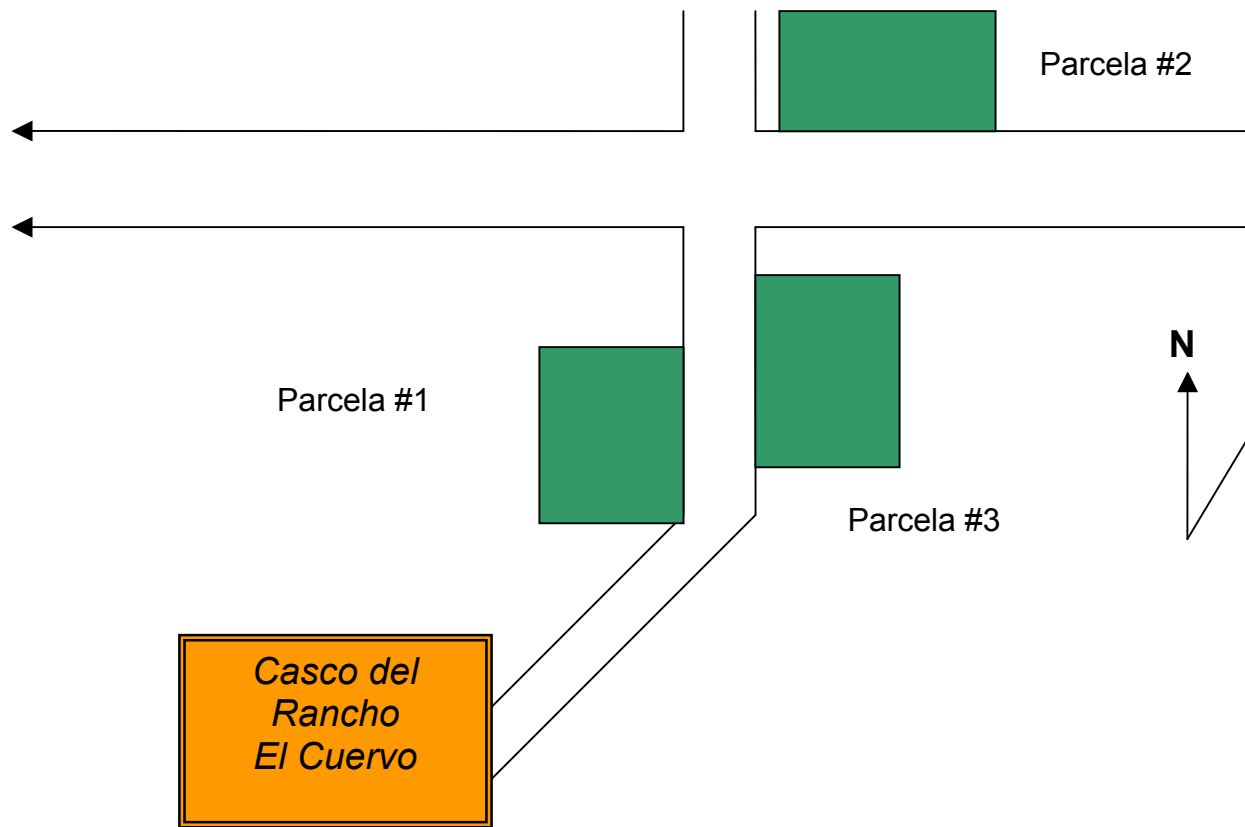 Parcela #2
N
Parcela #1
Parcela #3
Casco del
Rancho
El Cuervo